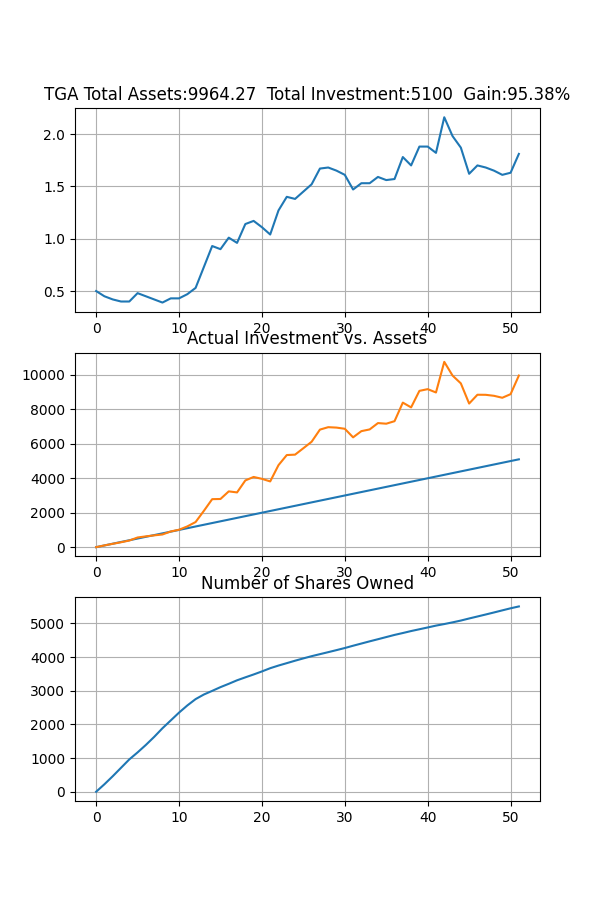 TGA Total Assets:9964.27  Total Investment:5100  Gain:95.38%
2.0
1.5
1.0
0.5
0 10 20 30 40 50
Actual Investment vs. Assets
10000
8000
6000
4000
2000
0
0 10 20 30 40 50
Number of Shares Owned
5000
4000
3000
2000
1000
0
0 10 20 30 40 50